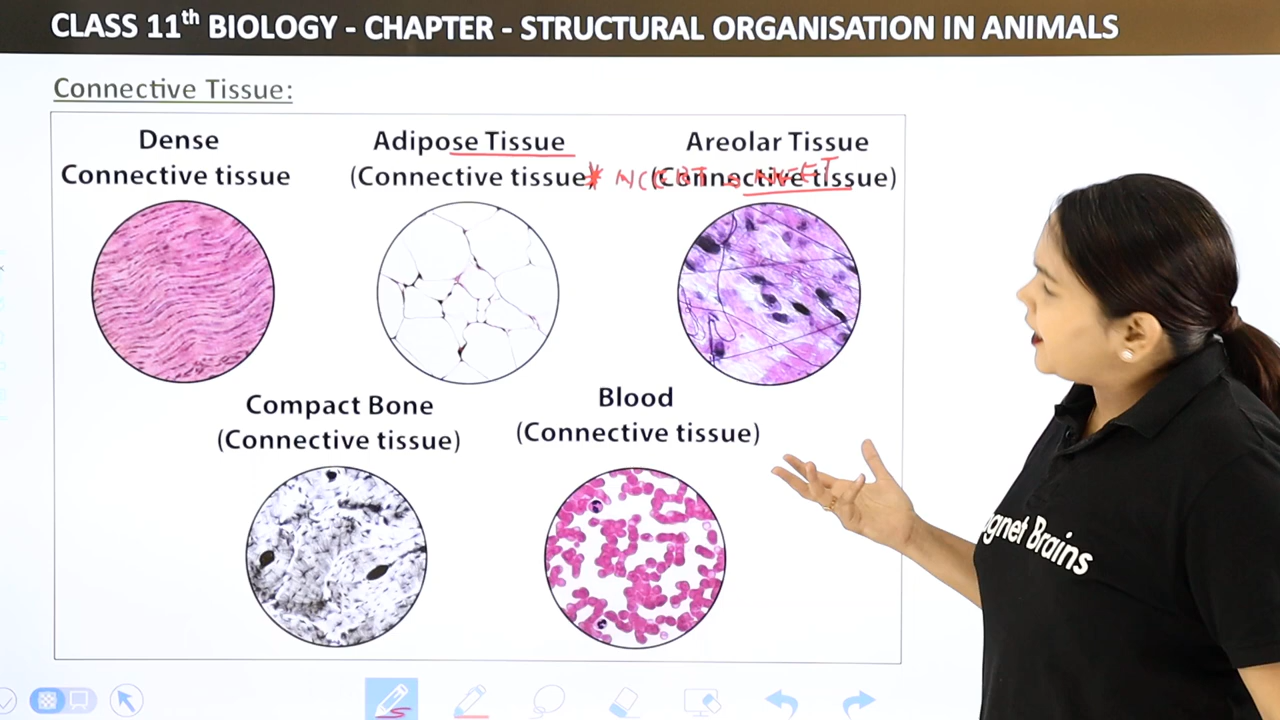 CLASS 11th BIOLOGY - CHAPTER - STRUCTURAL ORGANISATION IN ANIMALS
Connective Tissue:
Dense
Connective tissue
Adipose Tissue
(Connective tissue)
Areolar Tissue
(Connective tissue)
* NCERT → NEET
Compact Bone
(Connective tissue)
Blood
(Connective tissue)
gnet Brains